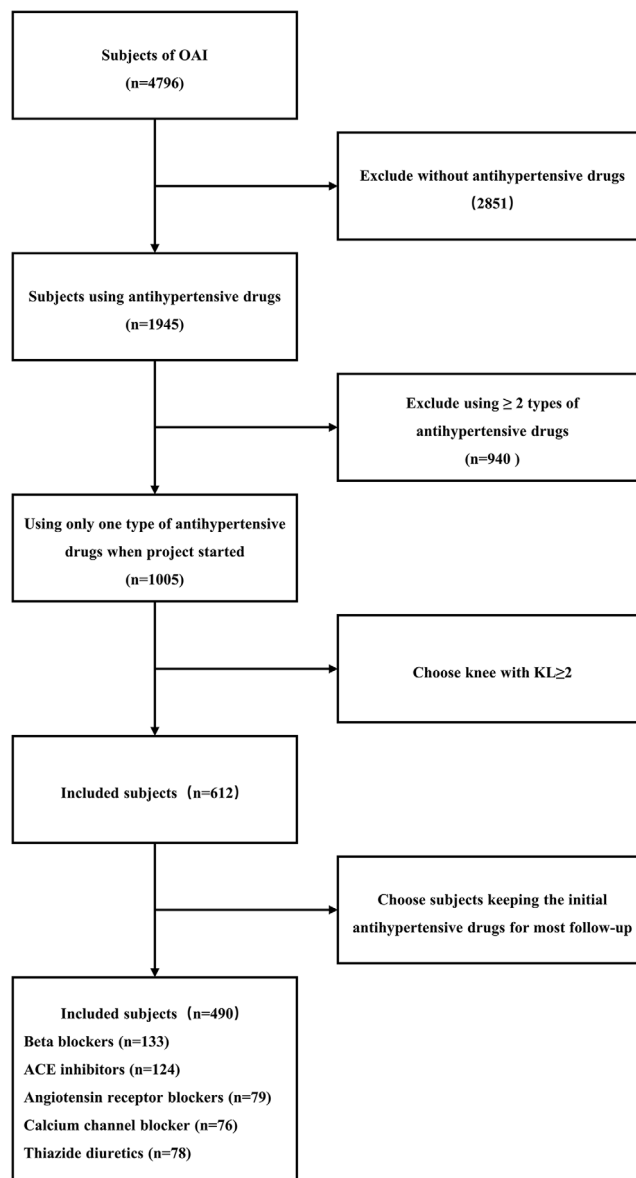 Subjects of OAI
(n=4796)
Exclude without antihypertensive drugs
(2851)
Subjects using antihypertensive drugs
(n=1945)
Exclude using ≥ 2 types of
antihypertensive drugs
(n=940 )
Using only one type of antihypertensive
drugs when project started
(n=1005)
Choose knee with KL≥2
Included subjects（n=612)
Choose subjects keeping the initial
antihypertensive drugs for most follow-up
Included subjects （n=490)
Beta blockers (n=133)
ACE inhibitors (n=124)
Angiotensin receptor blockers (n=79)
Calcium channel blocker (n=76)
Thiazide diuretics (n=78)